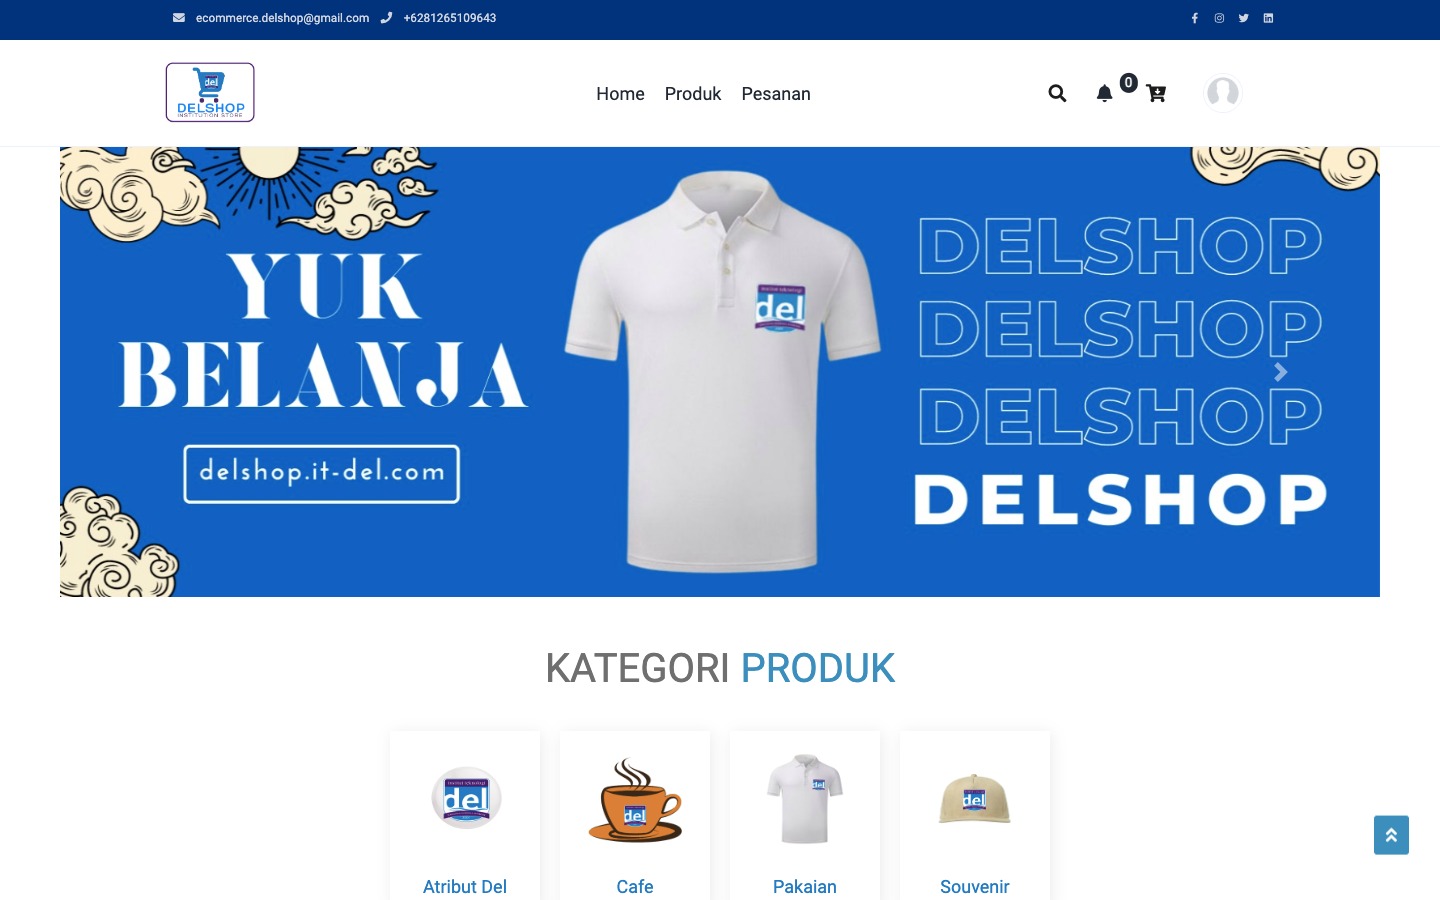 ecommerce.delshop@gmail.com +6281265109643
del
DELSHOP
INSTITUTION STORE
Home Produk Pesanan
0
YUK
BELANJA
delshop.it-del.com
del
DELSHOP
DELSHOP
DELSHOP
DELSHOP
KATEGORI PRODUK
del
del
del
del
Atribut Del
Cafe
Pakaian
Souvenir